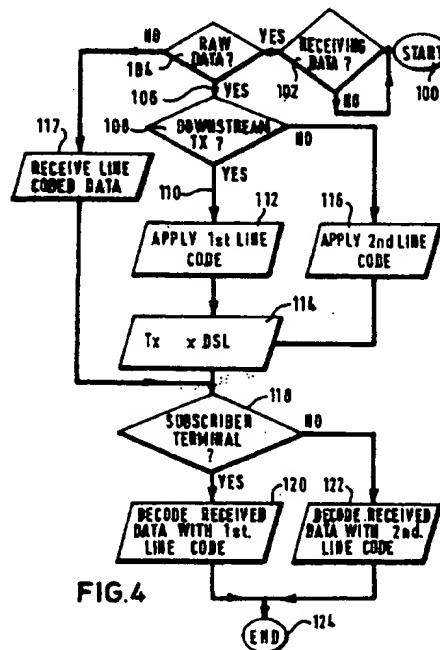 START
100
RECEIVING
DATA ?
102
NO
YES
RAW
DATA?
104
NO
106
YES
108
DOWNSTREAM
TX ?
NO
110
YES
117
RECEIVE LINE
CODED DATA
112
APPLY 1st LINE
CODE
116
APPLY 2nd LINE
CODE
114
Tx x DSL
118
SUBSCRIBER
TERMINAL
?
NO
YES
120
DECODE RECEIVED
DATA WITH 1st.
LINE CODE
122
DECODE RECEIVED
DATA WITH 2nd.
LINE CODE
FIG.4
END
124